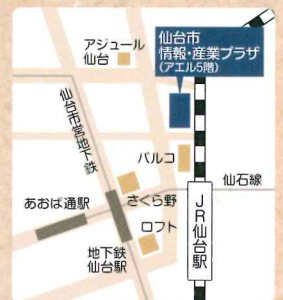 仙台市
情報・産業プラザ
(アエル5階)
アジュール
仙台
仙台市営地下鉄
パルコ
仙石線
さくら野
あおば通駅
JR仙台駅
ロフト
地下鉄
仙台駅